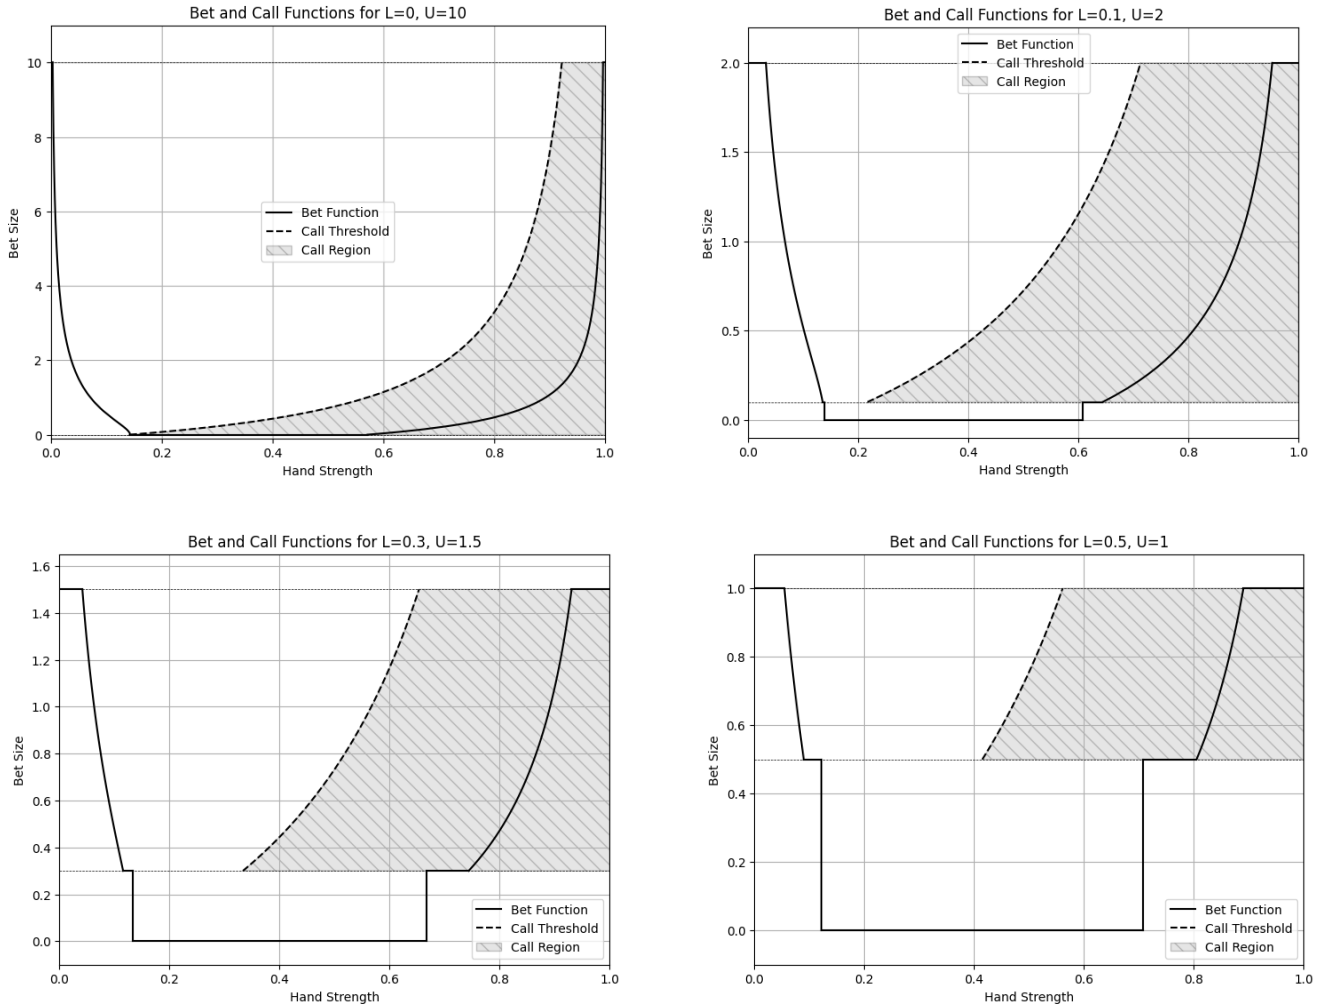 Bet and Call Functions for L=0, U=10
10
8
6
4
2
0
Bet Size
Bet Function
Call Threshold
Call Region
0.0 0.2 0.4 0.6 0.8 1.0
Hand Strength
Bet and Call Functions for L=0.1, U=2
2.0
1.5
1.0
0.5
0.0
Bet Size
Bet Function
Call Threshold
Call Region
0.0 0.2 0.4 0.6 0.8 1.0
Hand Strength
Bet and Call Functions for L=0.3, U=1.5
1.6
1.4
1.2
1.0
0.8
0.6
0.4
0.2
0.0
Bet Size
Bet Function
Call Threshold
Call Region
0.0 0.2 0.4 0.6 0.8 1.0
Hand Strength
Bet and Call Functions for L=0.5, U=1
1.0
0.8
0.6
0.4
0.2
0.0
Bet Size
Bet Function
Call Threshold
Call Region
0.0 0.2 0.4 0.6 0.8 1.0
Hand Strength